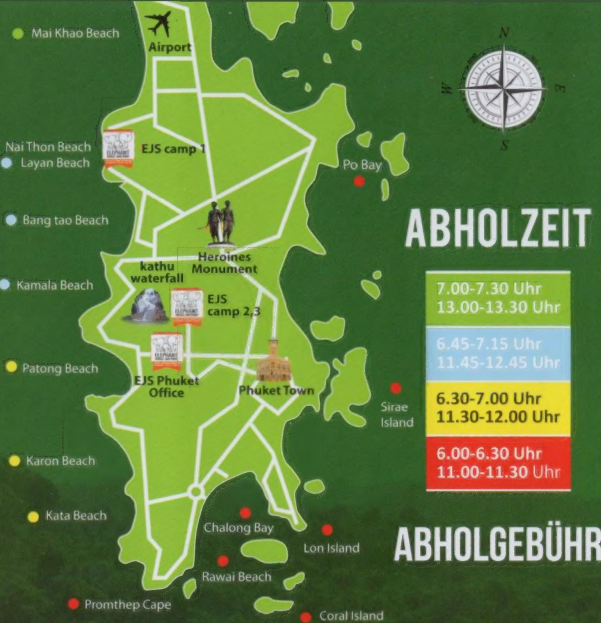 Mai Khao Beach
Airport
N
W
E
S
Nai Thon Beach
Layan Beach
EJS camp 1
Po Bay
Bang tao Beach
ABHOLZEIT
Heroines
Monument
kathu
waterfall
Kamala Beach
EJS
camp 2,3
7.00-7.30 Uhr
13.00-13.30 Uhr
6.45-7.15 Uhr
11.45-12.45 Uhr
6.30-7.00 Uhr
11.30-12.00 Uhr
6.00-6.30 Uhr
11.00-11.30 Uhr
Patong Beach
EJS Phuket
Office
Phuket Town
Sirae
Island
Karon Beach
Kata Beach
Chalong Bay
Lon Island
ABHOLGEBÜHR
Rawai Beach
Promthep Cape
Coral Island